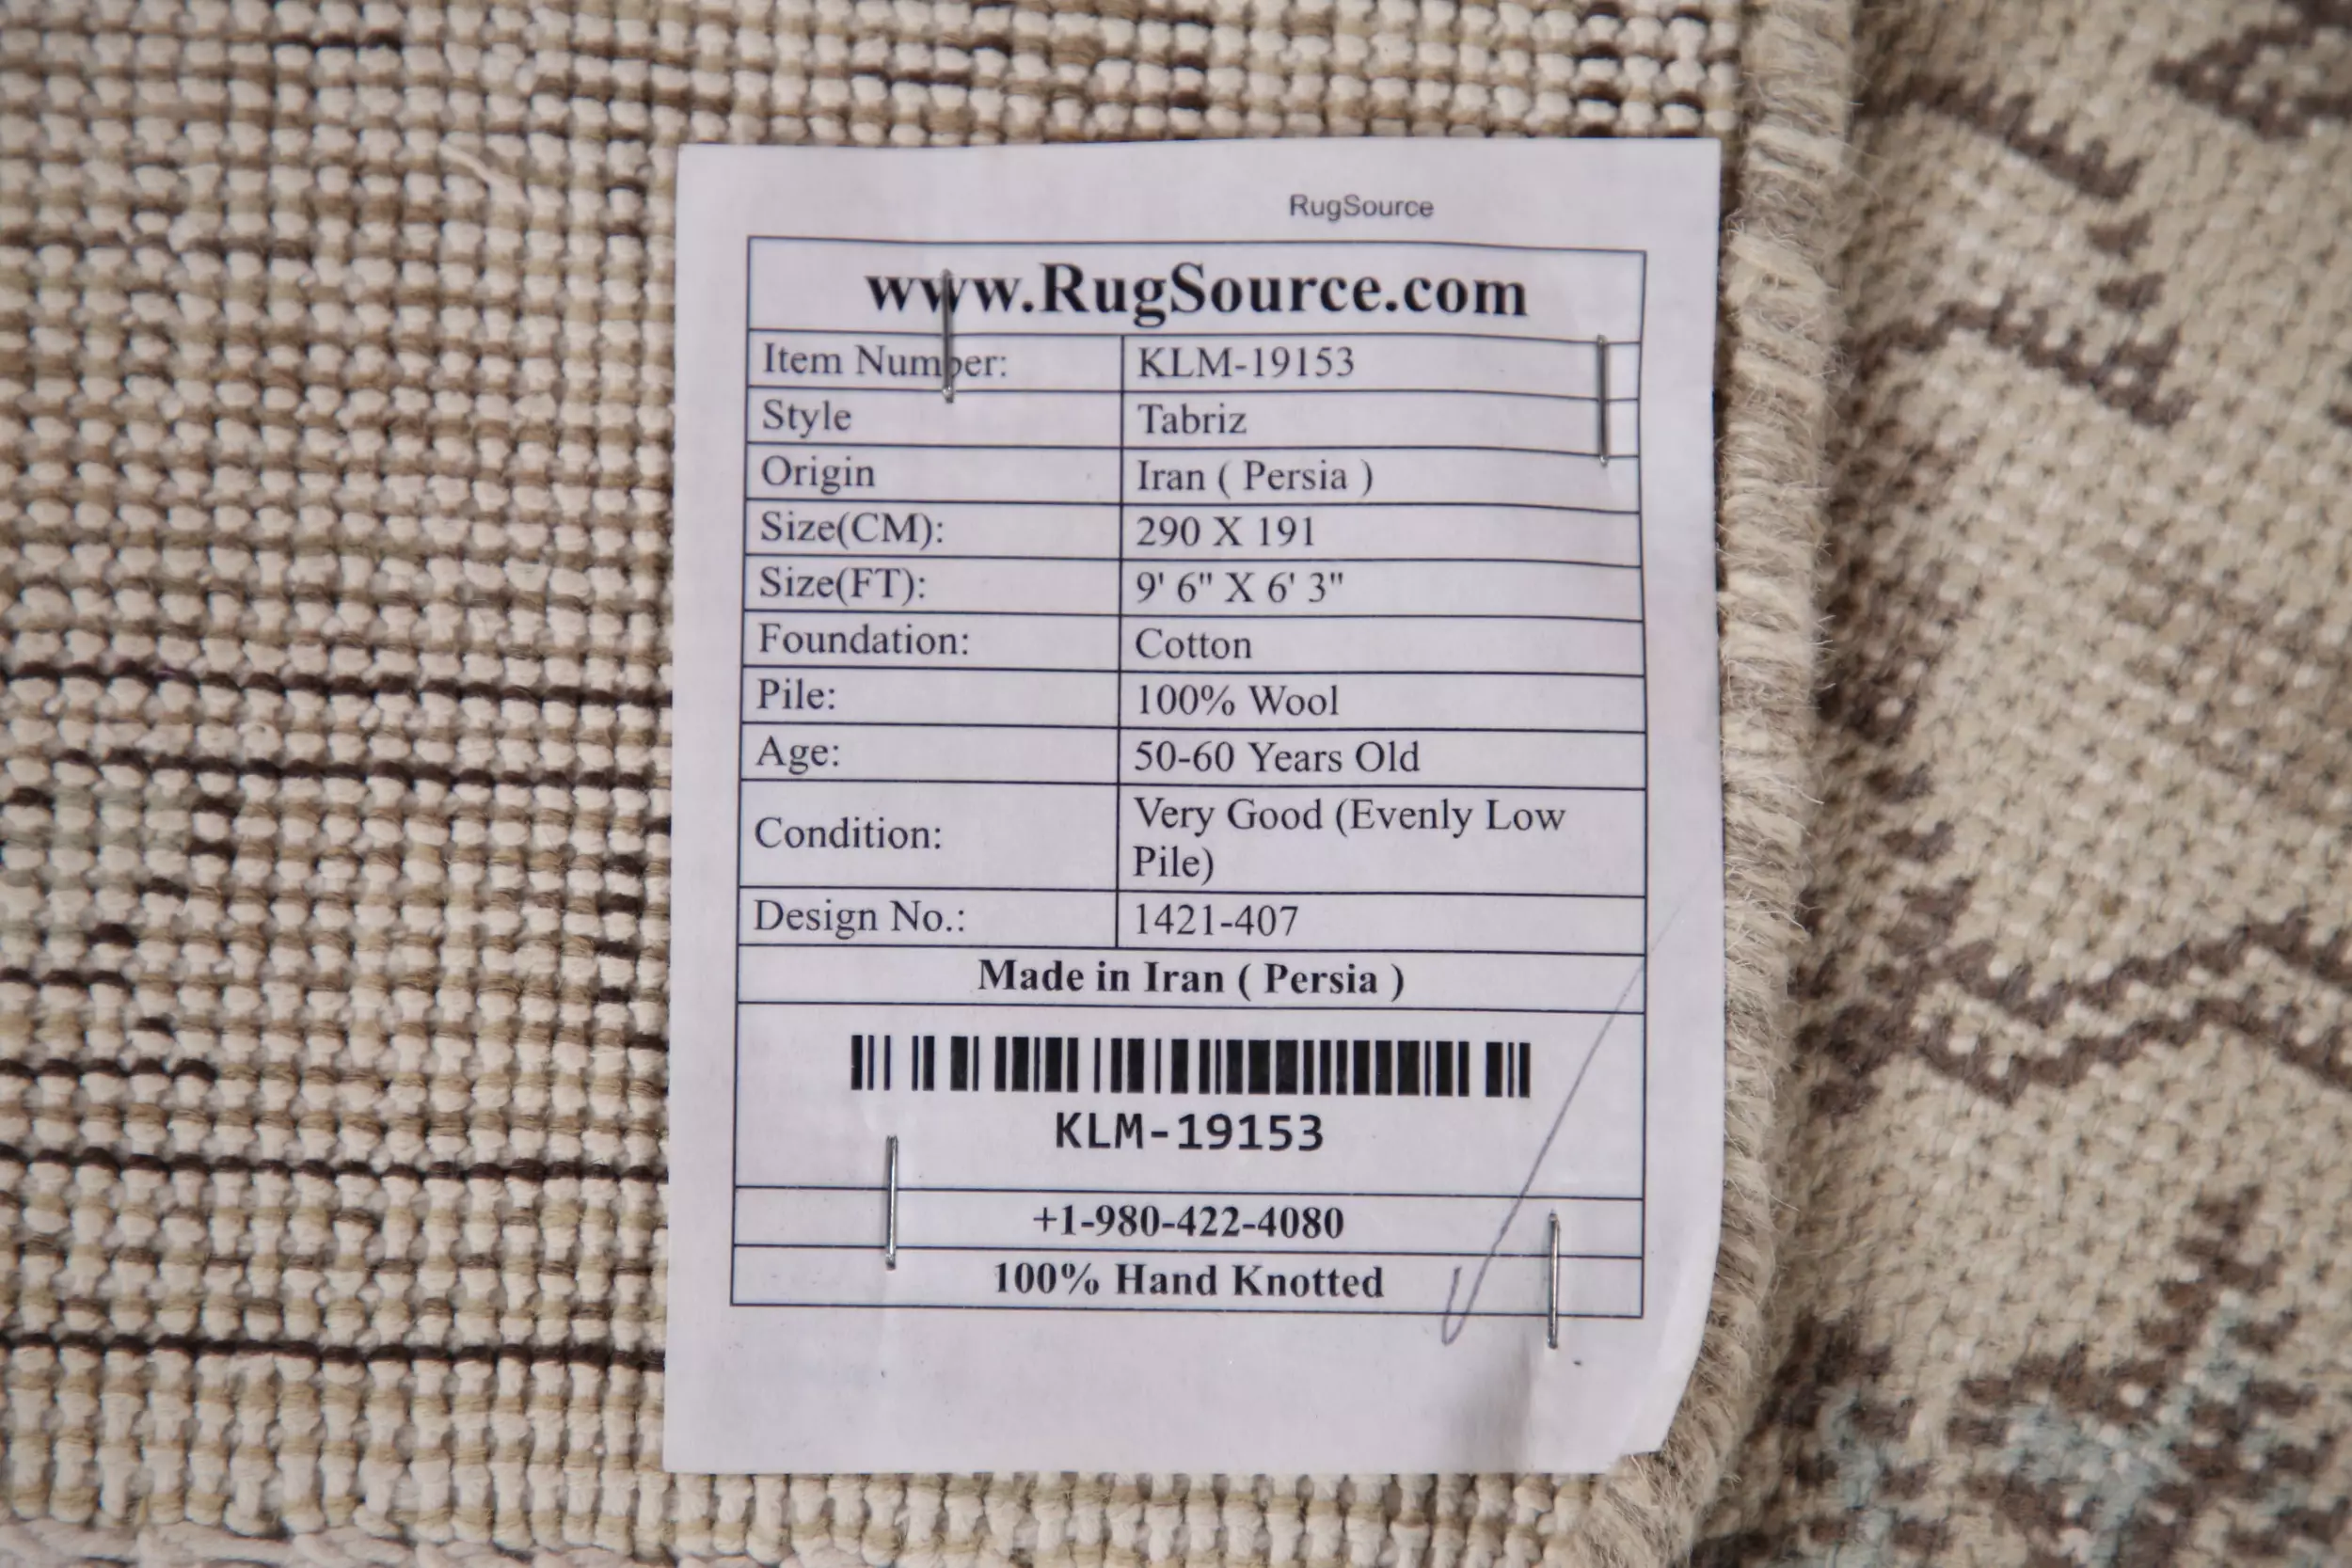 RugSource
www.RugSource.com
Item Number: KLM-19153
Style Tabriz
Origin Iran ( Persia )
Size(CM): 290 X 191
Size(FT): 9' 6" X 6' 3"
Foundation: Cotton
Pile: 100% Wool
Age: 50-60 Years Old
Condition: Very Good (Evenly Low
Pile)
Design No.: 1421-407
Made in Iran ( Persia )
KLM-19153
+1-980-422-4080
100% Hand Knotted